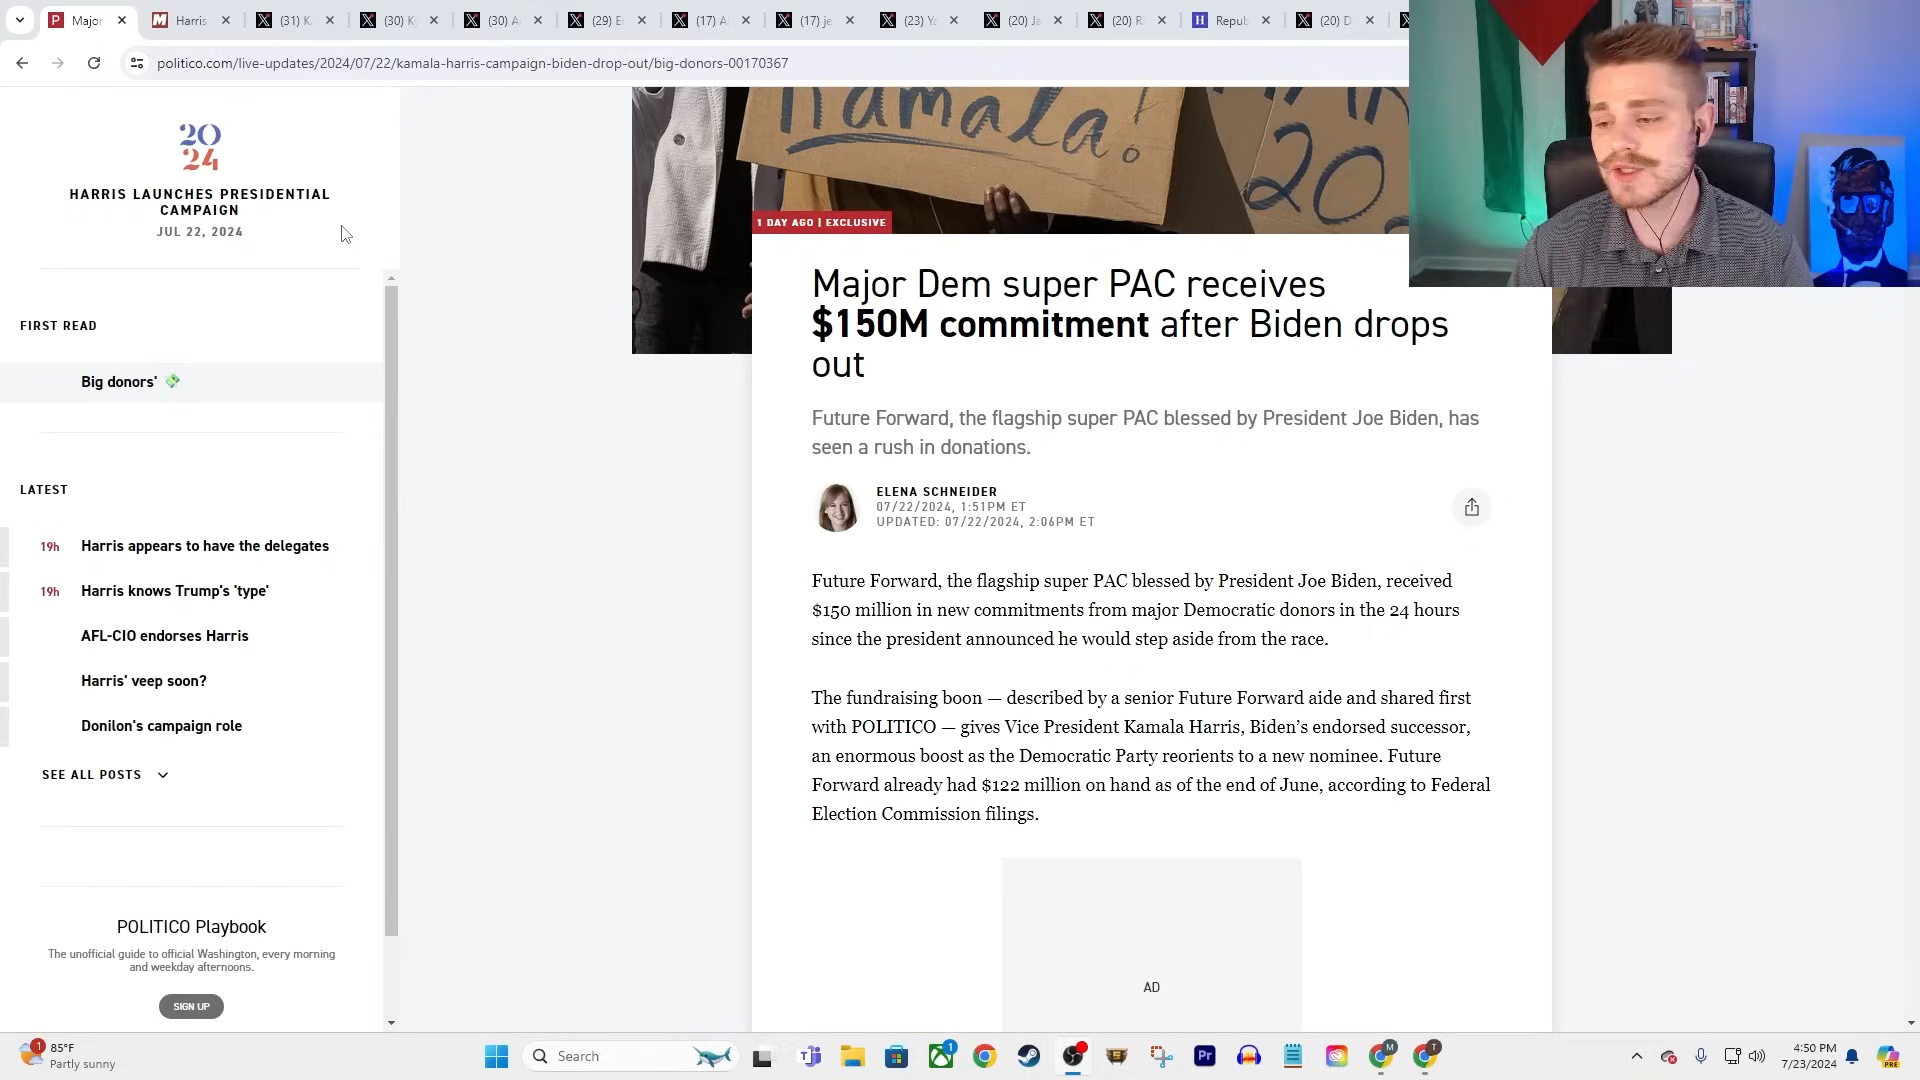 Major
Harris
(31) K
(30) Ky
(30) A
(29) E
(17) A
(17) je
(23) Ya
(20) Ja
(20) R
Repub
(20) D
politico.com/live-updates/2024/07/22/kamala-harris-campaign-biden-drop-out/big-donors-00170367
20
24
HARRIS LAUNCHES PRESIDENTIAL
CAMPAIGN
JUL 22, 2024
FIRST READ
Big donors'
LATEST
19h Harris appears to have the delegates
19h Harris knows Trump's 'type'
AFL-CIO endorses Harris
Harris' veep soon?
Donilon's campaign role
SEE ALL POSTS
POLITICO Playbook
The unofficial guide to official Washington, every morning
and weekday afternoons.
SIGN UP
Kamala!
20
1 DAY AGO | EXCLUSIVE
Major Dem super PAC receives
$150M commitment after Biden drops
out
Future Forward, the flagship super PAC blessed by President Joe Biden, has
seen a rush in donations.
ELENA SCHNEIDER
07/22/2024, 1:51PM ET
UPDATED: 07/22/2024, 2:06PM ET
Future Forward, the flagship super PAC blessed by President Joe Biden, received
$150 million in new commitments from major Democratic donors in the 24 hours
since the president announced he would step aside from the race.
The fundraising boon — described by a senior Future Forward aide and shared first
with POLITICO — gives Vice President Kamala Harris, Biden’s endorsed successor,
an enormous boost as the Democratic Party reorients to a new nominee. Future
Forward already had $122 million on hand as of the end of June, according to Federal
Election Commission filings.
AD
1
85°F
Partly sunny
Search
1
Pr
M
T
4:50 PM
7/23/2024
PRE